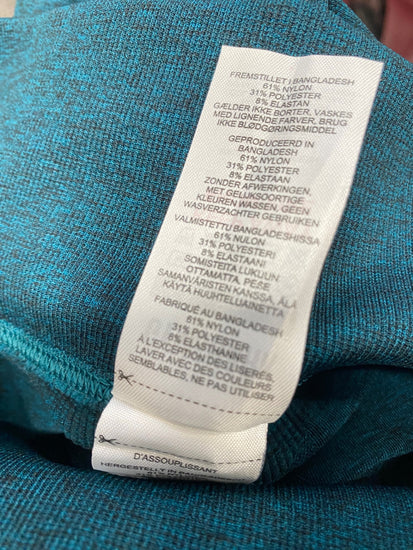 FREMSTILLET I BANGLADESH
61% NYLON
31% POLYESTER
8% ELASTAN
GÆLDER IKKE BORTER, VASKES
MED LIGNENDE FARVER, BRUG
IKKE BLØDGØRINGSMIDDEL
GEPRODUCEERD IN
BANGLADESH
61% NYLON
31% POLYESTER
8% ELASTAAN
ZONDER AFWERKINGEN,
MET GELIJKSOORTIGE
KLEUREN WASSEN, GEEN
WASVERZACHTER GEBRUIKEN
VALMISTETTU BANGLADESHISSA
61% NULON
31% POLYESTERI
8% ELASTAANI
SOMISTEITA LUKUUN
OTTAMATTA, PESE
SAMANVÄRISTEN KANSSA, ÄLÄ
KÄYTÄ HUUHTELUAINETTA
FABRIQUÉ AU BANGLADESH
61% NYLON
31% POLYESTER
8% ELASTHANNE
À L'EXCEPTION DES LISERÉS,
LAVER AVEC DES COULEURS
SEMBLABLES, NE PAS UTILISER
D'ASSOUPLISSANT
HERGESTELLT IN